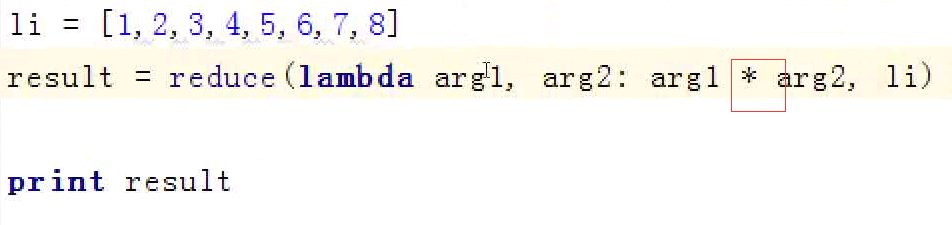 li = [1, 2, 3, 4, 5, 6, 7, 8]
result = reduce(lambda arg1, arg2: arg1 * arg2, li)
print result